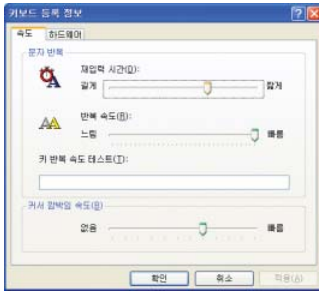 키보드 등록 정보
속도 하드웨어
문자 반복
재입력 시간(D):
길게 짧게
반복 속도(R):
느림 빠름
키 반복 속도 테스트(T):
커서 깜박임 속도(B)
없음 빠름
확인 취소 적용(A)